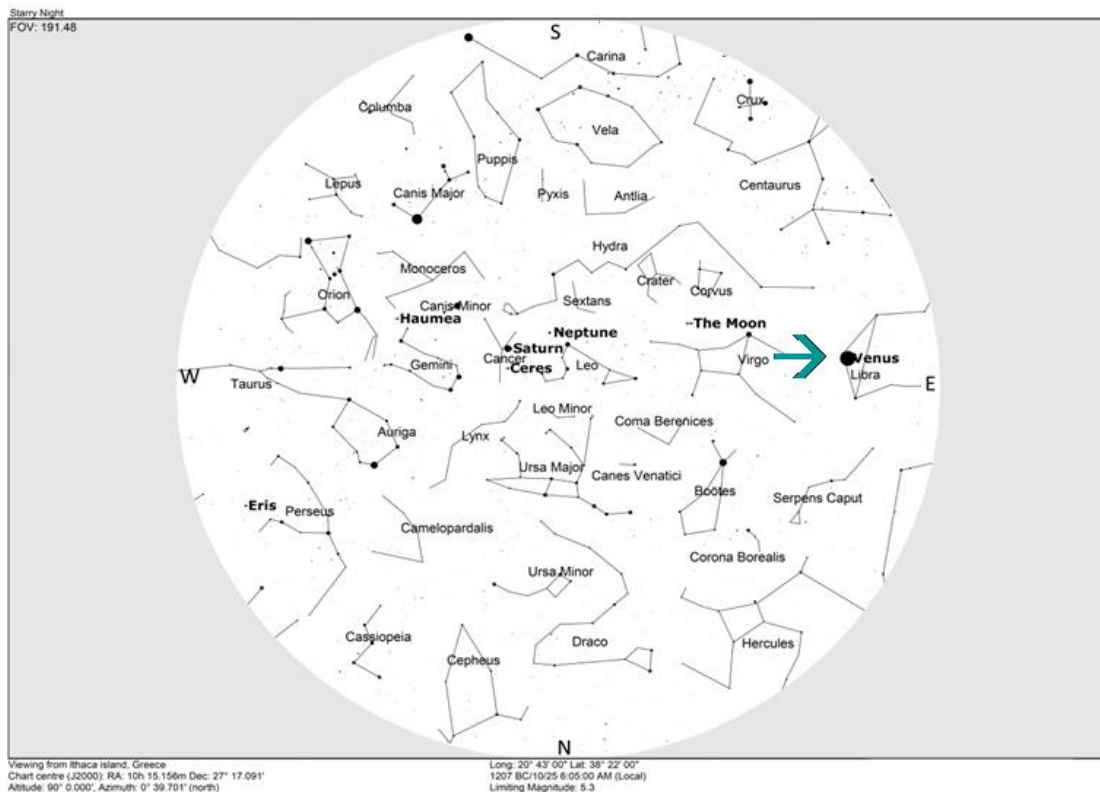 Starry Night
FOV: 191.48
S
Carina
Columba
Crux
Vela
Puppis
Lepus
Canis Major
Pyxis
Antlia
Centaurus
Hydra
Monoceros
Crater
Corvus
Orion
Canis Minor
Sextans
Haumea
Neptune
The Moon
Saturn
Cancer
Ceres
Gemini
Leo
Virgo
Venus
Libra
W
E
Taurus
Leo Minor
Coma Berenices
Auriga
Lynx
Ursa Major
Canes Venatici
Boötes
Serpens Caput
Eris
Perseus
Camelopardalis
Corona Borealis
Ursa Minor
Cassiopeia
Draco
Hercules
Cepheus
N
Viewing from Ithaca island, Greece
Chart centre (J2000): RA: 10h 15.156m Dec: 27° 17.091'
Altitude: 90° 0.000', Azimuth: 0° 39.701' (north)
Long: 20° 43' 00" Lat: 38° 22' 00"
1207 BC/10/25 6:05:00 AM (Local)
Limiting Magnitude: 5.3